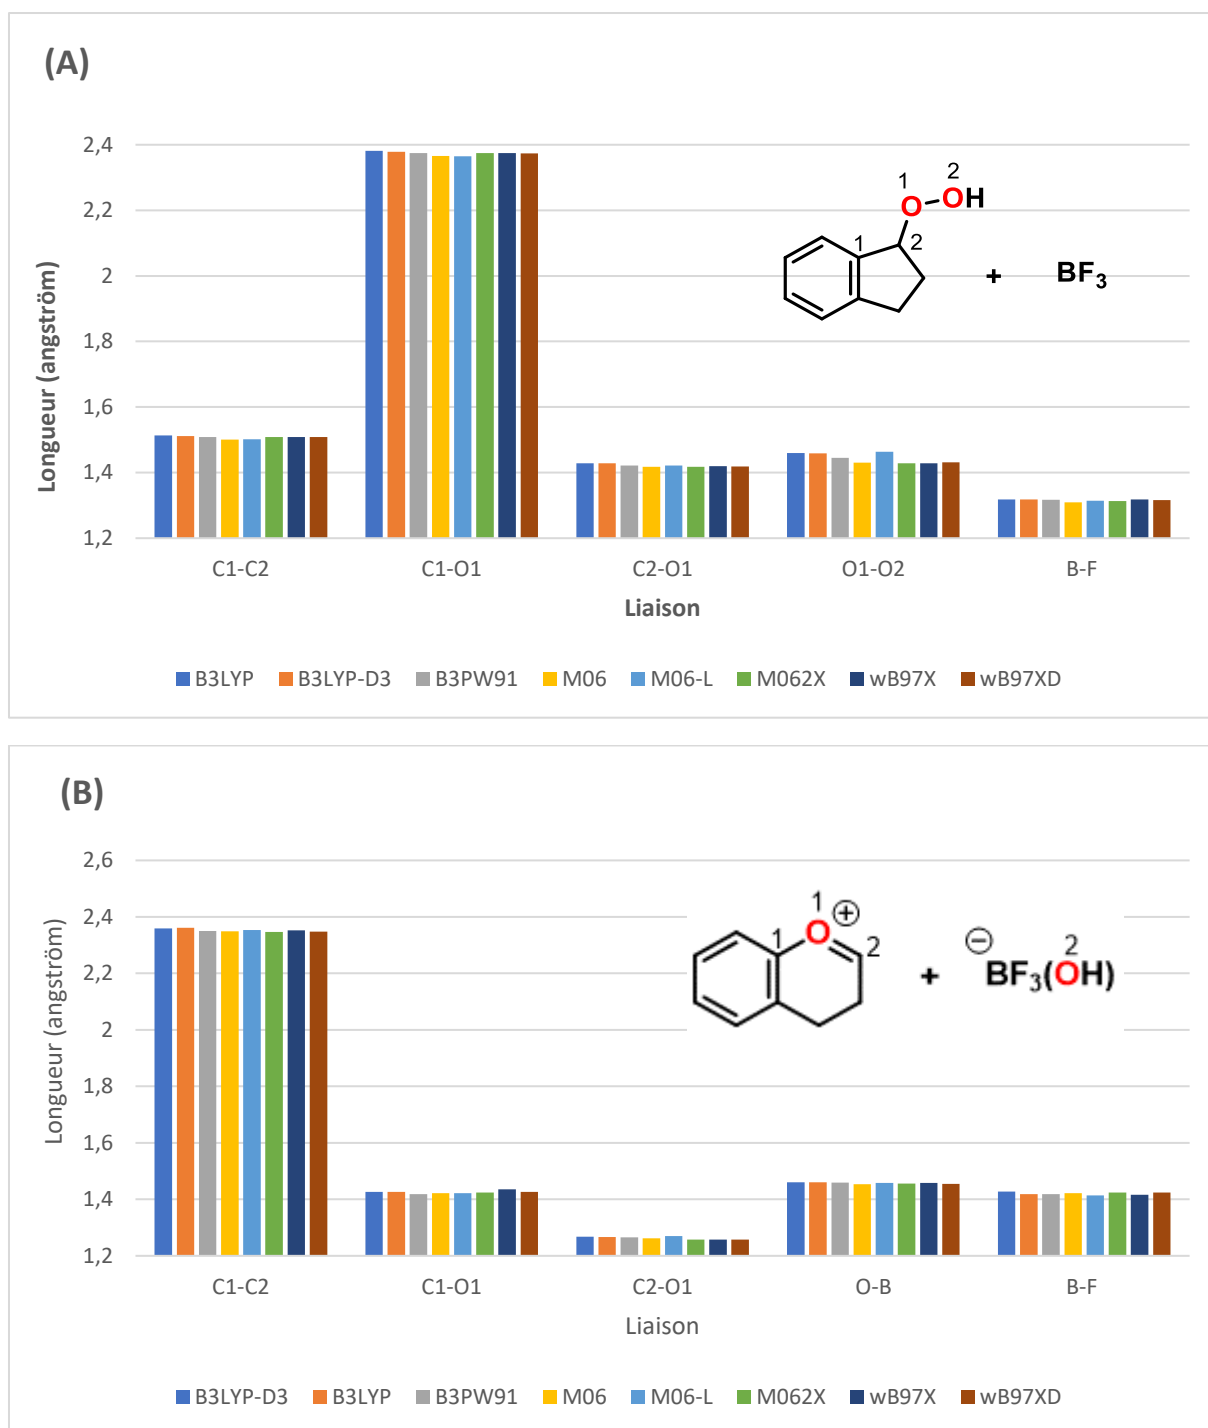 (A)
2,4
2,2
2
1,8
1,6
1,4
1,2
Longueur (angström)
1 2
O OH
1 2
+ BF3
C1-C2 C1-O1 C2-O1 O1-O2 B-F
Liaison
B3LYP B3LYP-D3 B3PW91 M06 M06-L M062X wB97X wB97XD
(B)
2,6
2,4
2,2
2
1,8
1,6
1,4
1,2
Longueur (angström)
1
O ⊕
1 2
+ ⊖ 2
BF3(OH)
C1-C2 C1-O1 C2-O1 O-B B-F
Liaison
B3LYP-D3 B3LYP B3PW91 M06 M06-L M062X wB97X wB97XD